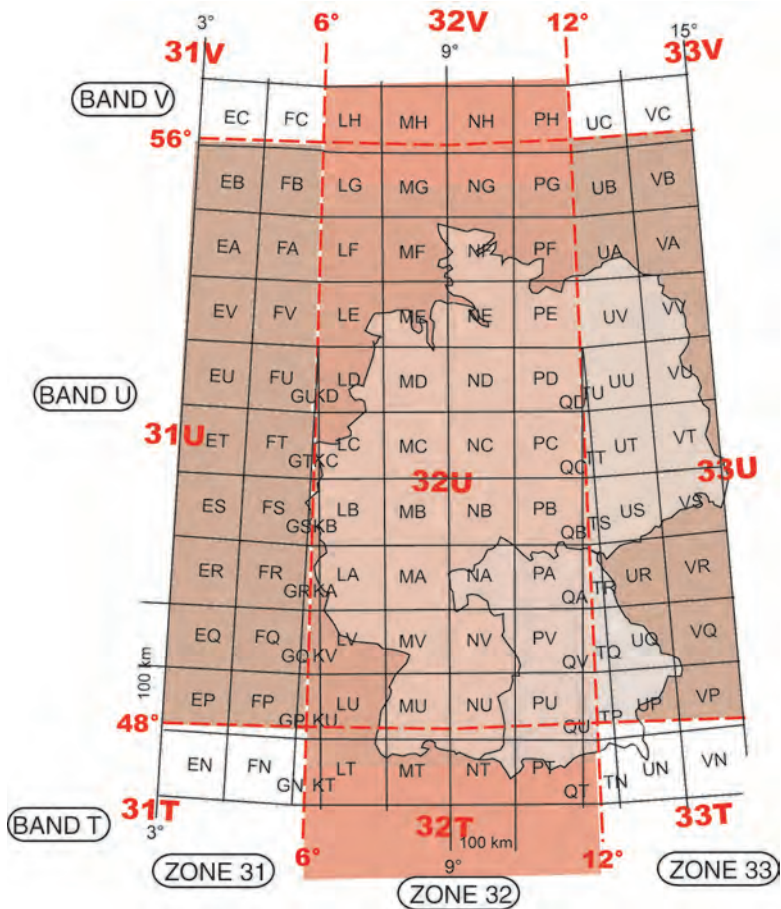 3° 6° 32V 12° 15°
31V 9° 33V
BAND V
EC FC LH MH NH PH UC VC
56°
EB FB LG MG NG PG UB VB
EA FA LF MF NF PF UA VA
EV FV LE ME NE PE UV VV
EU FU LD MD ND PD UU VU
BAND U
GU KD QD TU
31U ET FT LC MC NC PC UT VT
GT KC QC TT
32U 33U
ES FS LB MB NB PB US VS
GS KB QB TS
ER FR LA MA NA PA UR VR
GR KA QA TR
EQ FQ LV MV NV PV UQ VQ
GQ KV QV TQ
100 km
EP FP LU MU NU PU UP VP
48° GP KU QU TP
EN FN LT MT NT PT UN VN
GN KT QT TN
31T 32T 33T
BAND T 3° 100 km
6° 9° 12°
ZONE 31 ZONE 32 ZONE 33